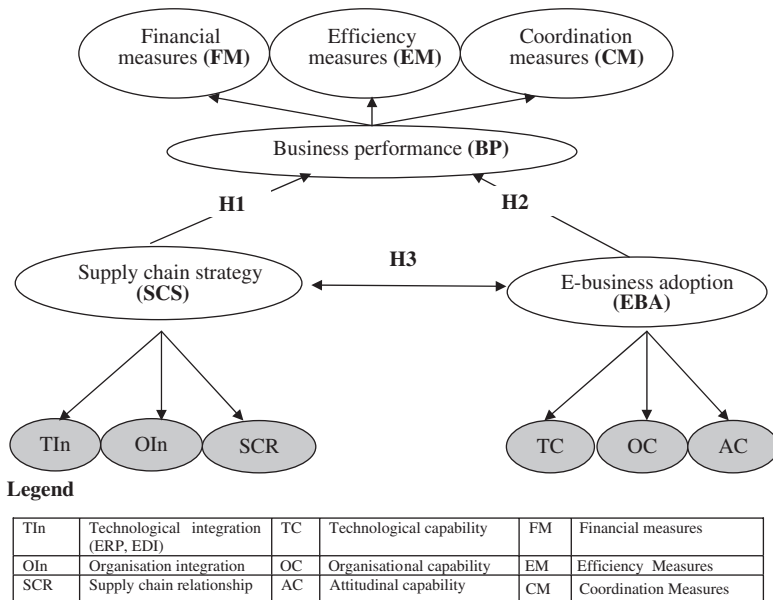 Financial
measures (FM)
Efficiency
measures (EM)
Coordination
measures (CM)
Business performance (BP)
H1
H2
Supply chain strategy
(SCS)
H3
E-business adoption
(EBA)
TIn
OIn
SCR
TC
OC
AC
Legend
TIn Technological integration (ERP, EDI) TC Technological capability FM Financial measures
OIn Organisation integration OC Organisational capability EM Efficiency Measures
SCR Supply chain relationship AC Attitudinal capability CM Coordination Measures